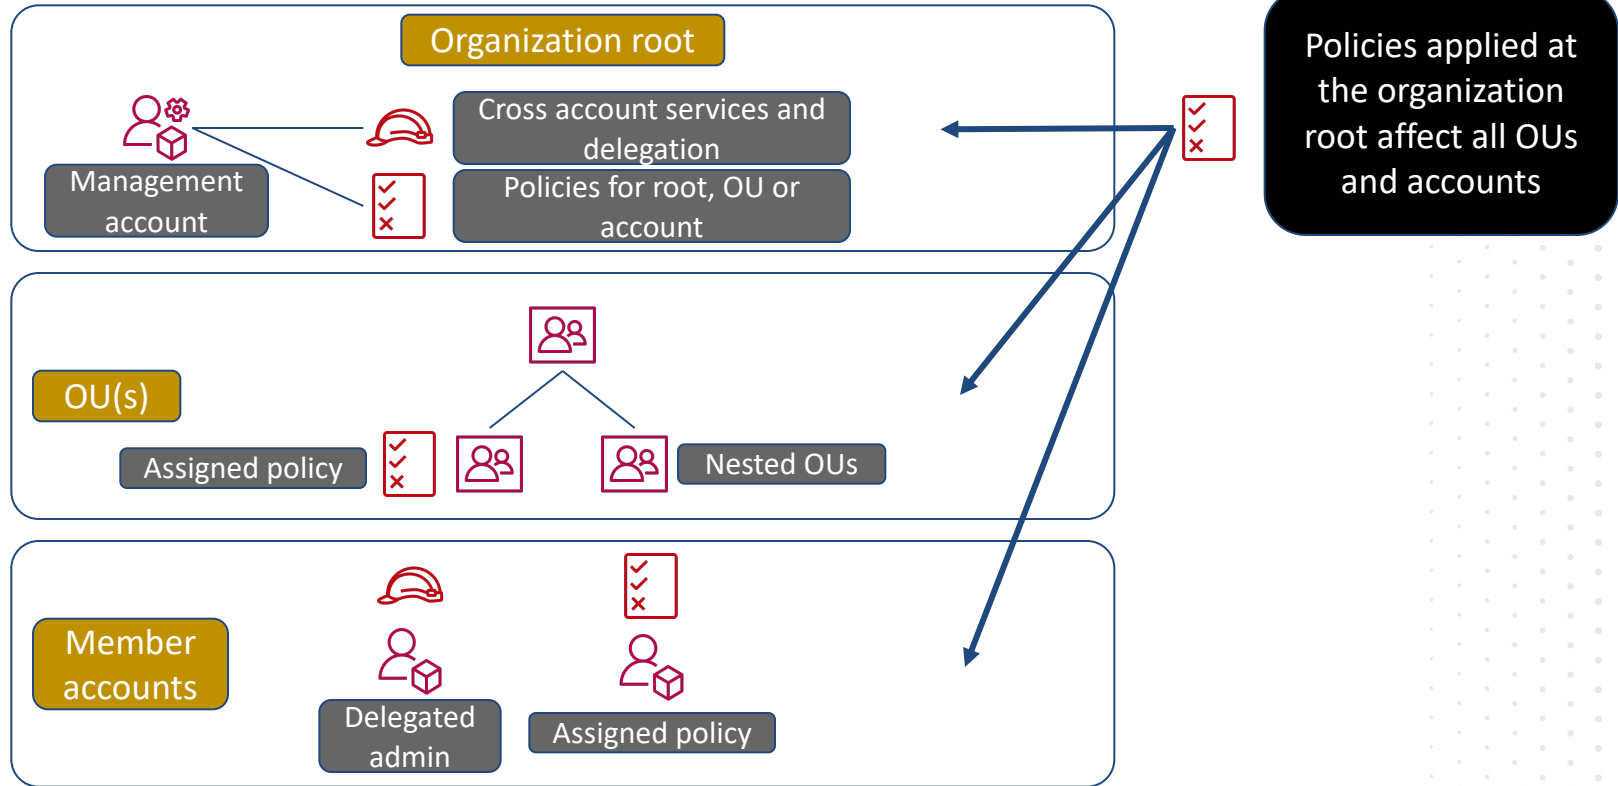 Organization root
Cross account services and
delegation
Management
account
Policies for root, OU or
account
Policies applied at
the organization
root affect all OUs
and accounts
OU(s)
Assigned policy
Nested OUs
Member
accounts
Delegated
admin
Assigned policy